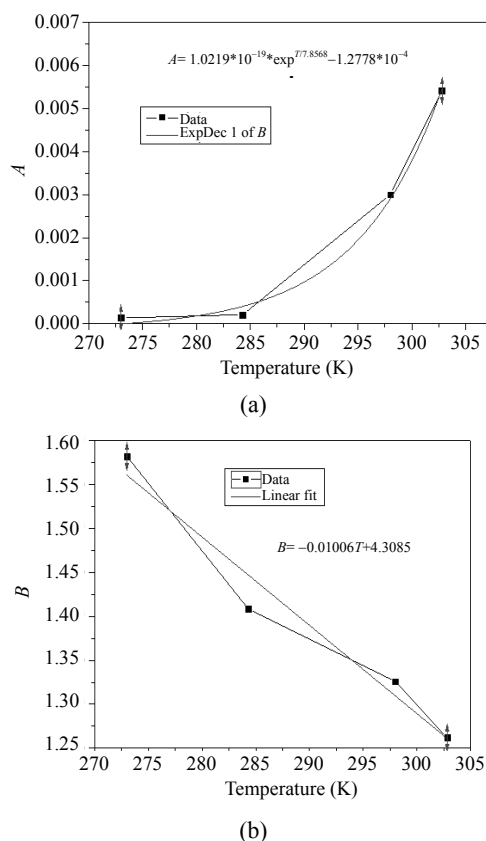 (a)
0.007
0.006
0.005
0.004
0.003
0.002
0.001
0.000
A
A= 1.0219*10⁻¹⁹*exp^{T/7.8568}−1.2778*10⁻⁴
Data
ExpDec 1 of B
270 275 280 285 290 295 300 305
Temperature (K)
(a)
1.60
1.55
1.50
1.45
1.40
1.35
1.30
1.25
B
Data
Linear fit
B= −0.01006T+4.3085
270 275 280 285 290 295 300 305
Temperature (K)
(b)